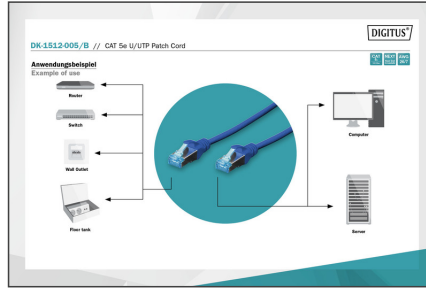 DIGITUS®
DK-1512-005/B // CAT 5e U/UTP Patch Cord
Anwendungsbeispiel
Example of use
Router
Switch
Wall Outlet
Floor tank
Computer
Server